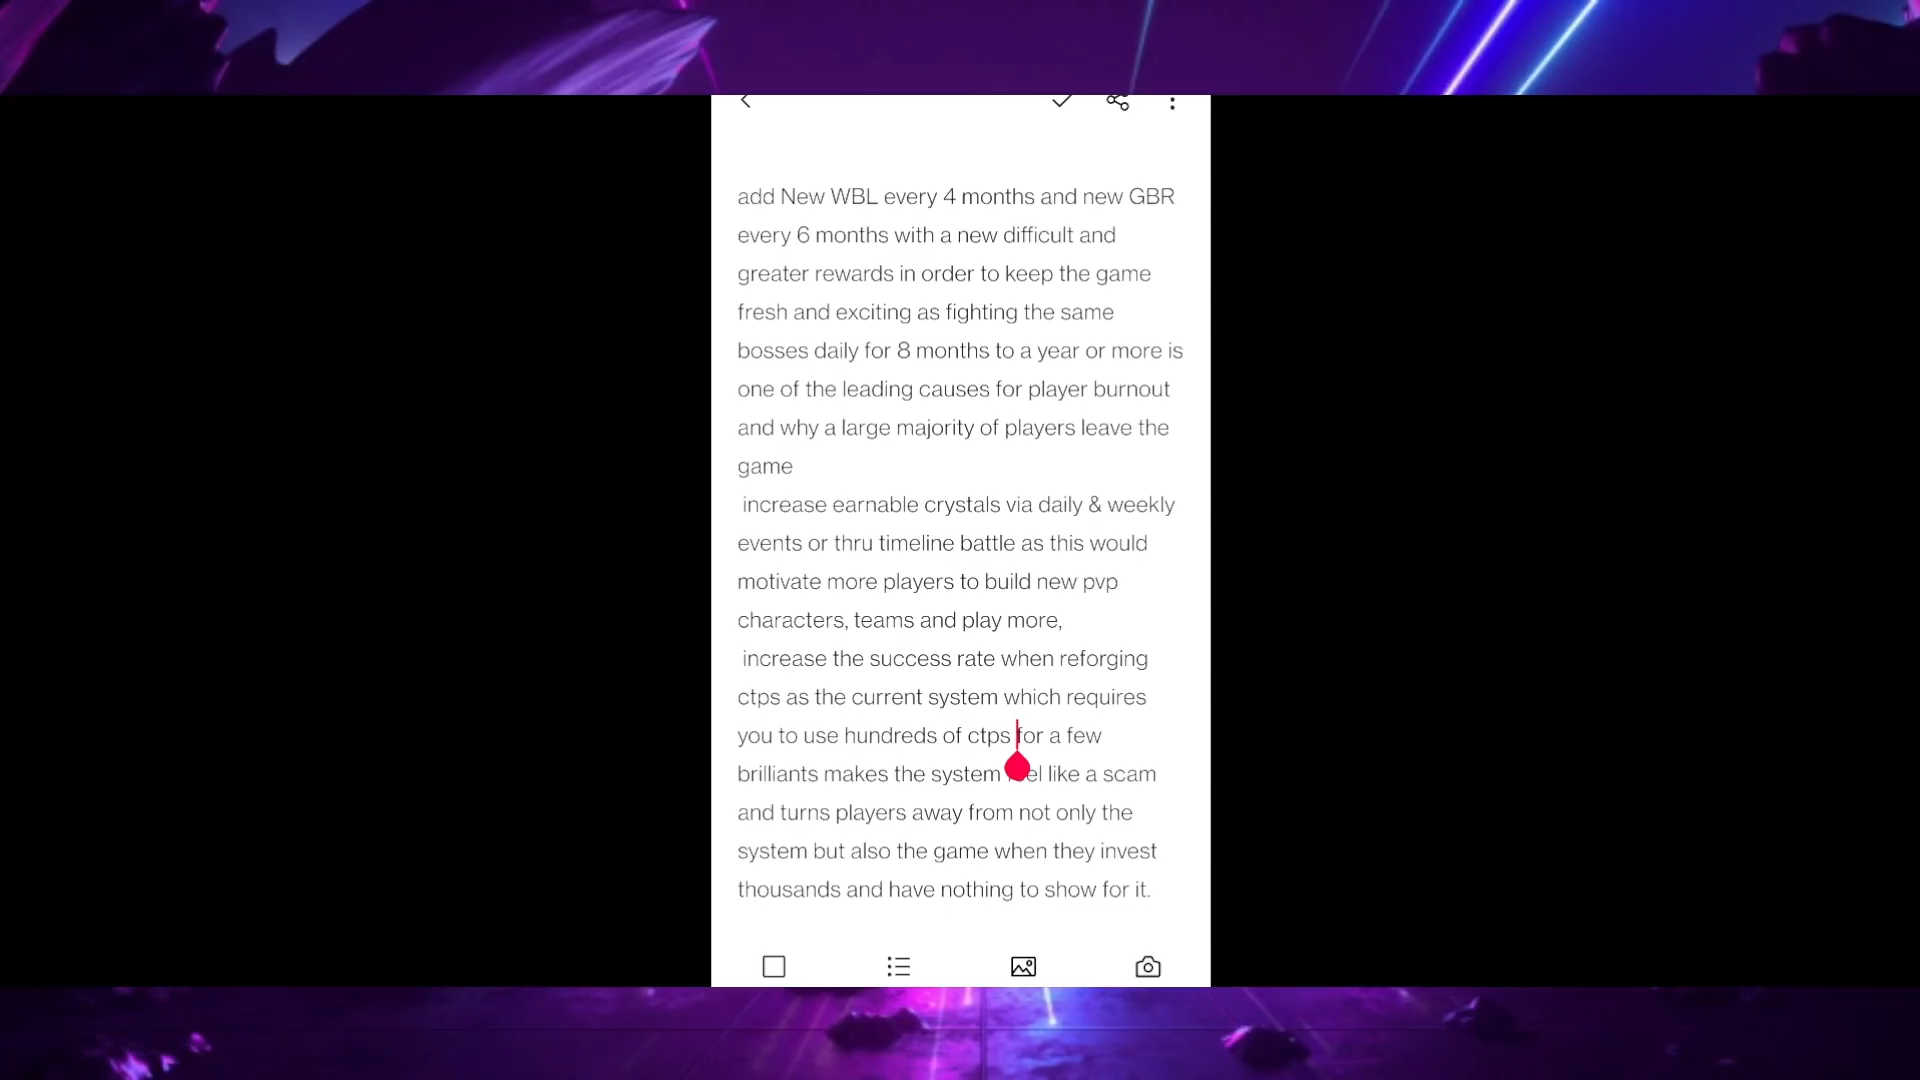 add New WBL every 4 months and new GBR
every 6 months with a new difficult and
greater rewards in order to keep the game
fresh and exciting as fighting the same
bosses daily for 8 months to a year or more is
one of the leading causes for player burnout
and why a large majority of players leave the
game
increase earnable crystals via daily & weekly
events or thru timeline battle as this would
motivate more players to build new pvp
characters, teams and play more,
increase the success rate when reforging
ctps as the current system which requires
you to use hundreds of ctps for a few
brilliants makes the system feel like a scam
and turns players away from not only the
system but also the game when they invest
thousands and have nothing to show for it.